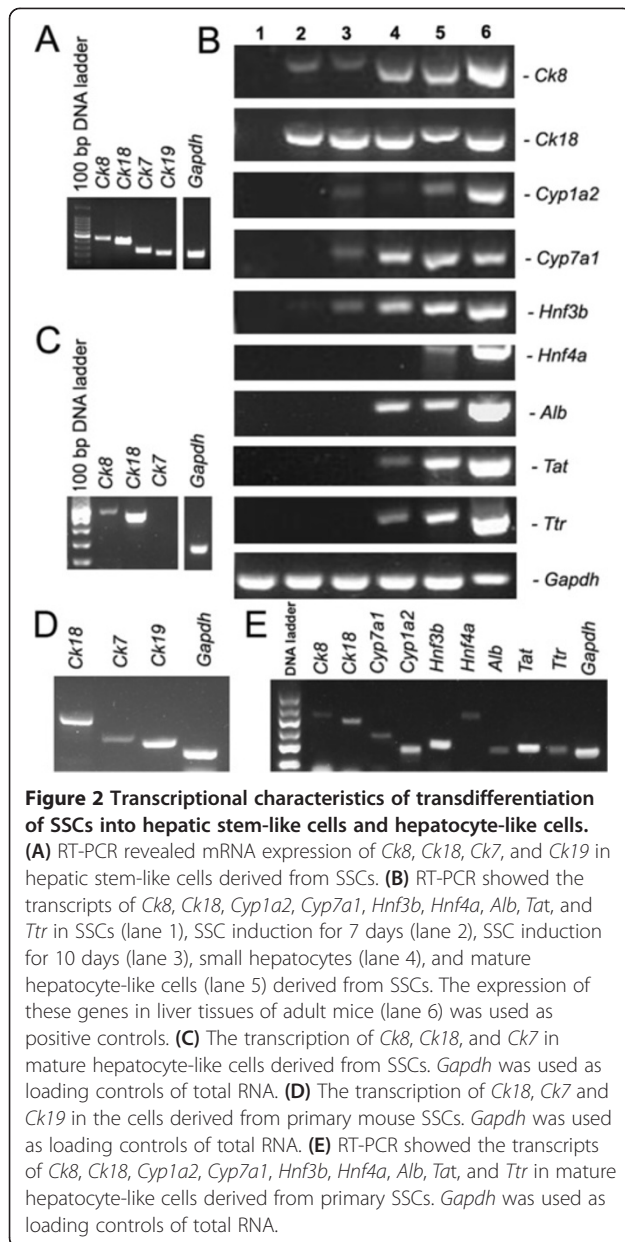 A
100 bp DNA ladder
Ck8
Ck18
Ck7
Ck19
Gapdh
B
1 2 3 4 5 6
- Ck8
- Ck18
- Cyp1a2
- Cyp7a1
- Hnf3b
- Hnf4a
- Alb
- Tat
- Ttr
- Gapdh
C
100 bp DNA ladder
Ck8
Ck18
Ck7
Gapdh
D
Ck18
Ck7
Ck19
Gapdh
E
DNA ladder
Ck8
Ck18
Cyp7a1
Cyp1a2
Hnf3b
Hnf4a
Alb
Tat
Ttr
Gapdh
Figure 2 Transcriptional characteristics of transdifferentiation
of SSCs into hepatic stem-like cells and hepatocyte-like cells.
(A) RT-PCR revealed mRNA expression of Ck8, Ck18, Ck7, and Ck19 in
hepatic stem-like cells derived from SSCs. (B) RT-PCR showed the
transcripts of Ck8, Ck18, Cyp1a2, Cyp7a1, Hnf3b, Hnf4a, Alb, Tat, and
Ttr in SSCs (lane 1), SSC induction for 7 days (lane 2), SSC induction
for 10 days (lane 3), small hepatocytes (lane 4), and mature
hepatocyte-like cells (lane 5) derived from SSCs. The expression of
these genes in liver tissues of adult mice (lane 6) was used as
positive controls. (C) The transcription of Ck8, Ck18, and Ck7 in
mature hepatocyte-like cells derived from SSCs. Gapdh was used as
loading controls of total RNA. (D) The transcription of Ck18, Ck7 and
Ck19 in the cells derived from primary mouse SSCs. Gapdh was used
as loading controls of total RNA. (E) RT-PCR showed the transcripts
of Ck8, Ck18, Cyp1a2, Cyp7a1, Hnf3b, Hnf4a, Alb, Tat, and Ttr in mature
hepatocyte-like cells derived from primary SSCs. Gapdh was used as
loading controls of total RNA.